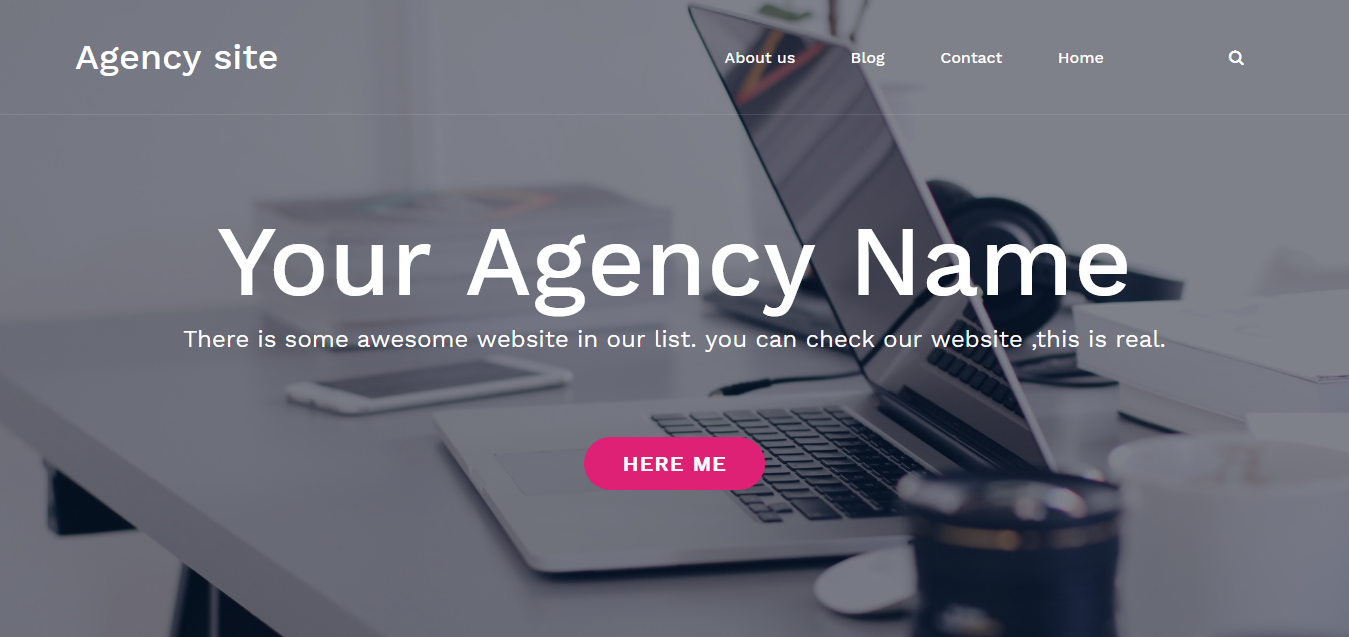 Agency site
About us Blog Contact Home
Your Agency Name
There is some awesome website in our list. you can check our website ,this is real.
HERE ME